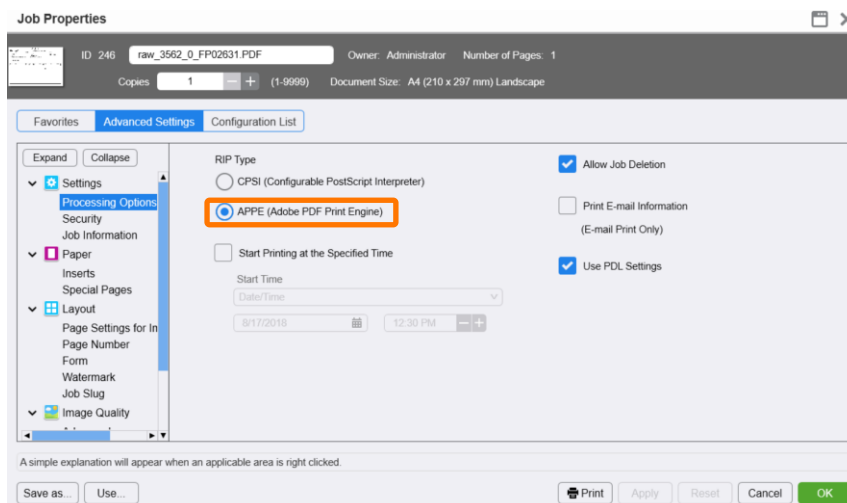 Job Properties
ID 246 raw_3562_0_FP02631.PDF Owner: Administrator Number of Pages: 1
Copies 1 (1-9999) Document Size: A4 (210 x 297 mm) Landscape
Favorites Advanced Settings Configuration List
Expand Collapse
Settings
Processing Options
Security
Job Information
Paper
Inserts
Special Pages
Layout
Page Settings for Im
Page Number
Form
Watermark
Job Slug
Image Quality
RIP Type
CPSI (Configurable PostScript Interpreter)
APPE (Adobe PDF Print Engine)
Start Printing at the Specified Time
Start Time
Date/Time
8/17/2018 12:30 PM
Allow Job Deletion
Print E-mail Information
(E-mail Print Only)
Use PDL Settings
A simple explanation will appear when an applicable area is right clicked.
Save as... Use... Print Apply Reset Cancel OK